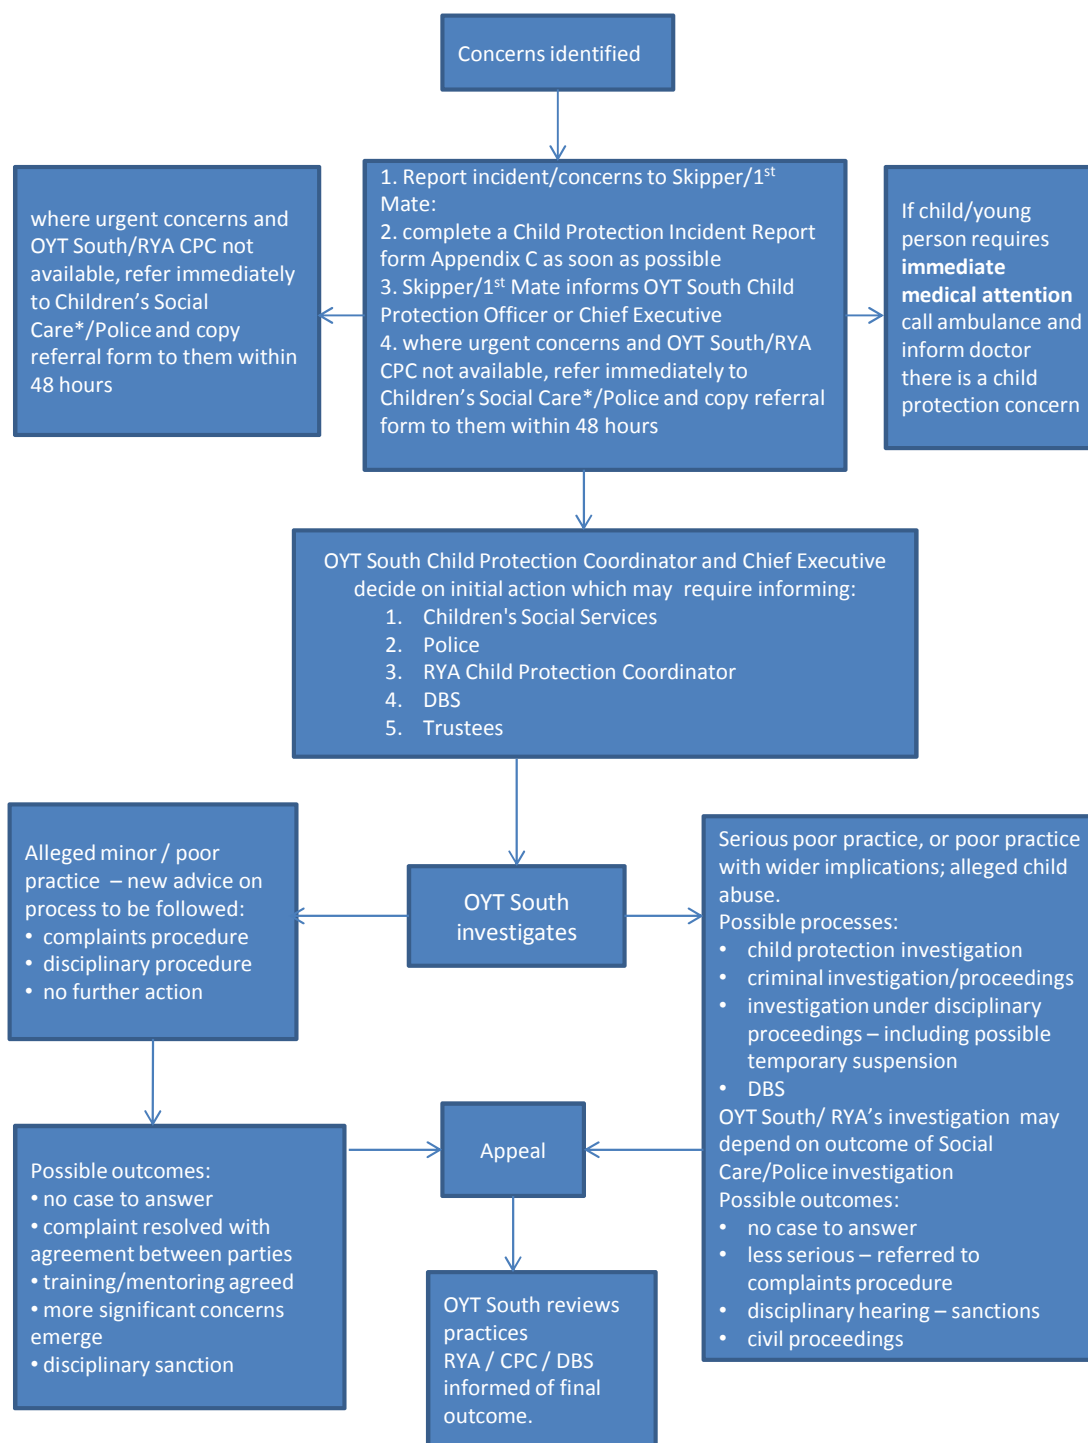 Concerns identified
1. Report incident/concerns to Skipper/1st
Mate:
2. complete a Child Protection Incident Report
form Appendix C as soon as possible
3. Skipper/1st Mate informs OYT South Child
Protection Officer or Chief Executive
4. where urgent concerns and OYT South/RYA
CPC not available, refer immediately to
Children's Social Care*/Police and copy referral
form to them within 48 hours
where urgent concerns and
OYT South/RYA CPC not
available, refer immediately
to Children's Social
Care*/Police and copy
referral form to them within
48 hours
If child/young
person requires
immediate
medical attention
call ambulance and
inform doctor
there is a child
protection concern
OYT South Child Protection Coordinator and Chief Executive
decide on initial action which may require informing:
1. Children's Social Services
2. Police
3. RYA Child Protection Coordinator
4. DBS
5. Trustees
OYT South
investigates
Alleged minor / poor
practice – new advice on
process to be followed:
• complaints procedure
• disciplinary procedure
• no further action
Possible outcomes:
• no case to answer
• complaint resolved with
agreement between parties
• training/mentoring agreed
• more significant concerns
emerge
• disciplinary sanction
Serious poor practice, or poor practice
with wider implications; alleged child
abuse.
Possible processes:
• child protection investigation
• criminal investigation/proceedings
• investigation under disciplinary
proceedings – including possible
temporary suspension
• DBS
OYT South/ RYA's investigation may
depend on outcome of Social
Care/Police investigation
Possible outcomes:
• no case to answer
• less serious – referred to
complaints procedure
• disciplinary hearing – sanctions
• civil proceedings
Appeal
OYT South reviews
practices
RYA / CPC / DBS
informed of final
outcome.